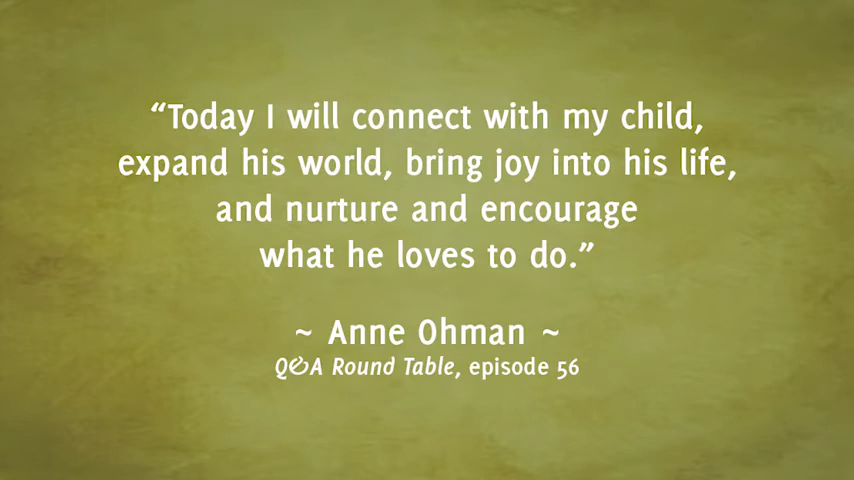 “Today I will connect with my child,
expand his world, bring joy into his life,
and nurture and encourage
what he loves to do.”
~ Anne Ohman ~
Q&A Round Table, episode 56